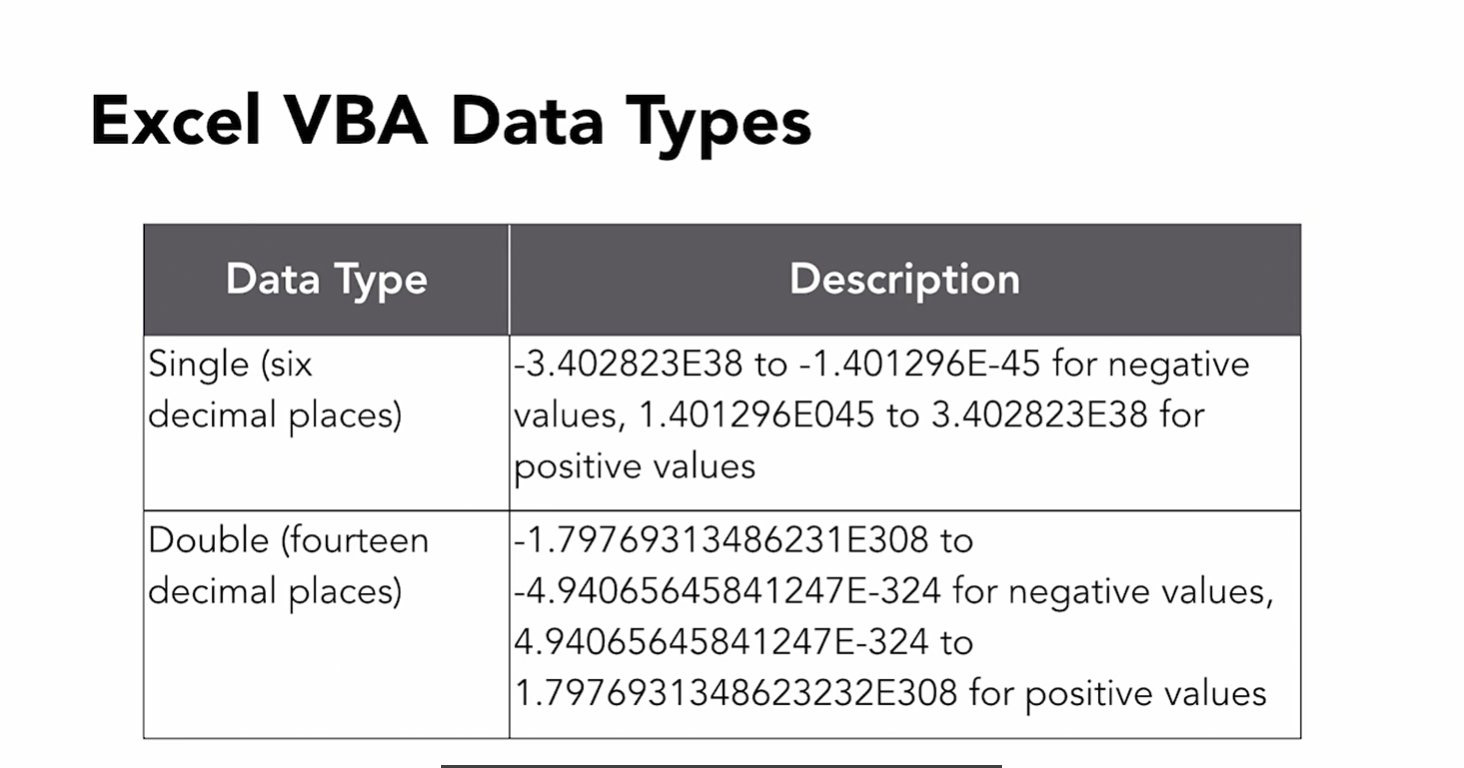 Excel VBA Data Types
Data Type
Description
Single (six
decimal places)
-3.402823E38 to -1.401296E-45 for negative
values, 1.401296E045 to 3.402823E38 for
positive values
Double (fourteen
decimal places)
-1.79769313486231E308 to
-4.94065645841247E-324 for negative values,
4.94065645841247E-324 to
1.7976931348623232E308 for positive values